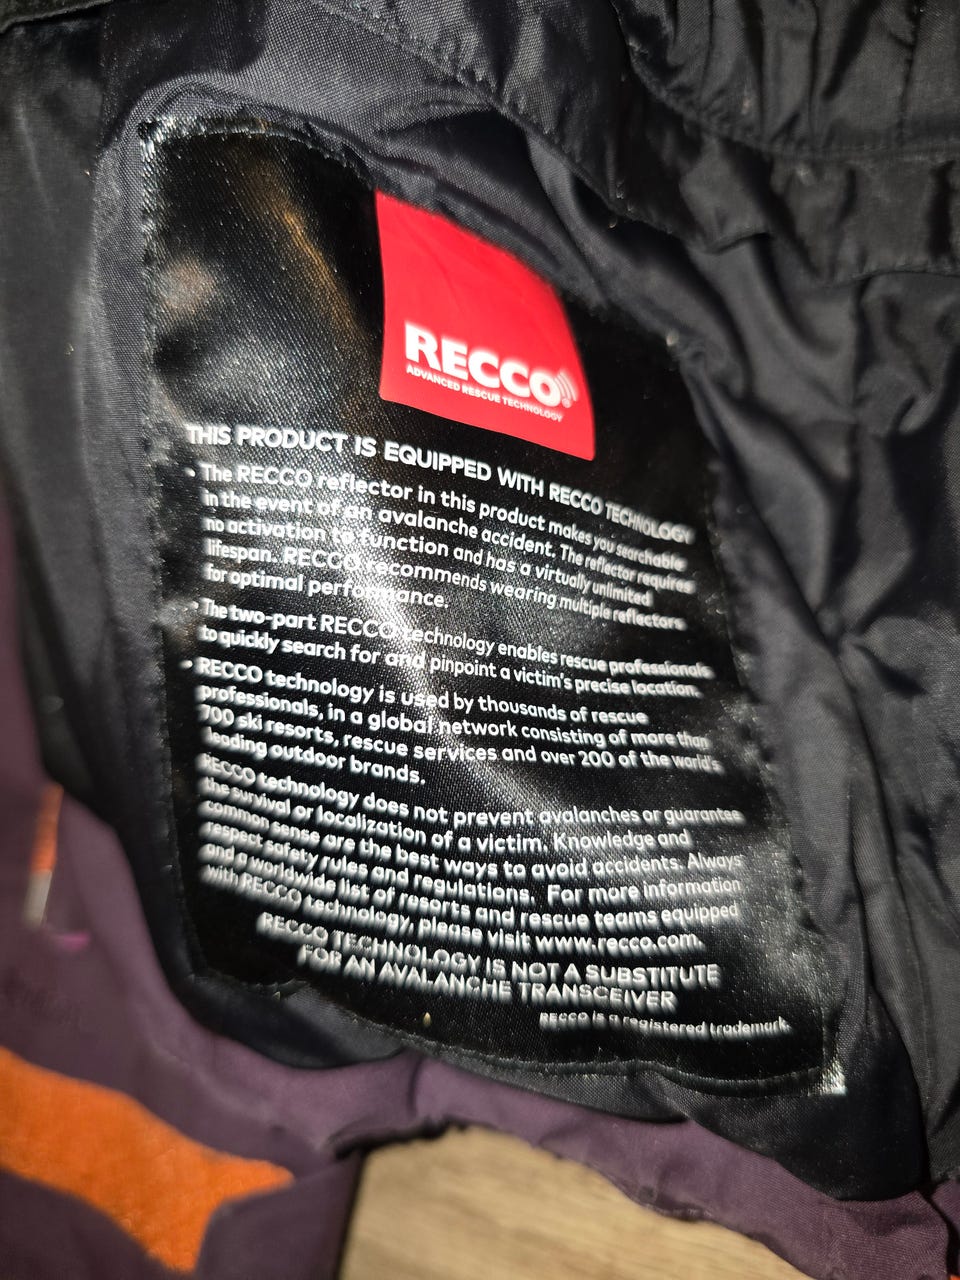 RECCO®
ADVANCED RESCUE TECHNOLOGY
THIS PRODUCT IS EQUIPPED WITH RECCO TECHNOLOGY
• The RECCO reflector in this product makes you searchable
in the event of an avalanche accident. The reflector requires
no activation to function and has a virtually unlimited
lifespan. RECCO recommends wearing multiple reflectors
for optimal performance.
• The two-part RECCO technology enables rescue professionals
to quickly search for and pinpoint a victim's precise location.
• RECCO technology is used by thousands of rescue
professionals, in a global network consisting of more than
700 ski resorts, rescue services and over 200 of the world's
leading outdoor brands.
RECCO technology does not prevent avalanches or guarantee
the survival or localization of a victim. Knowledge and
common sense are the best ways to avoid accidents. Always
respect safety rules and regulations. For more information
and a worldwide list of resorts and rescue teams equipped
with RECCO technology, please visit www.recco.com.
RECCO TECHNOLOGY IS NOT A SUBSTITUTE
FOR AN AVALANCHE TRANSCEIVER
RECCO is a registered trademark.